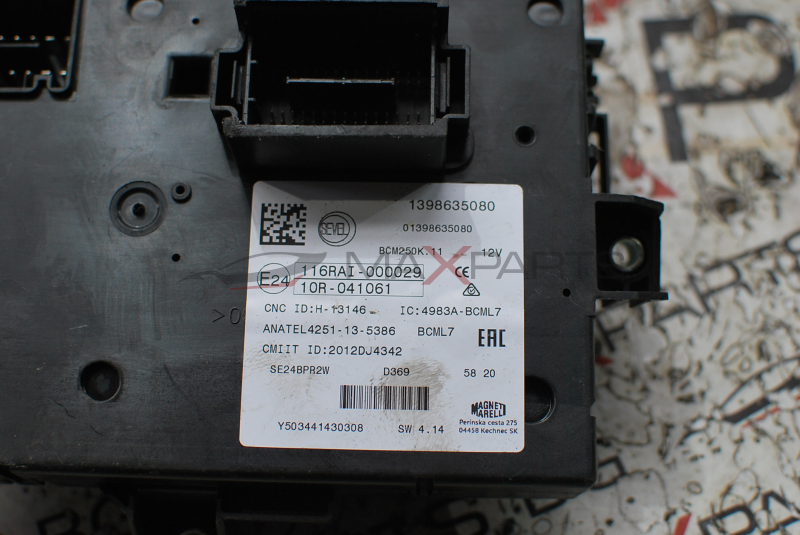 1398635080
SEVEL
01398635080
BCM250K.11 12V
MAXPARTS
E24 116RAI-000029 CE
10R-041061
CNC ID:H-13146 IC:4983A-BCML7
ANATEL4251-13-5386 BCML7 EAC
CMIIT ID:2012DJ4342
SE24BPR2W D369 58 20
MAGNETI MARELLI
Perinska cesta 275
04458 Kechnec SK
Y503441430308 SW 4.14